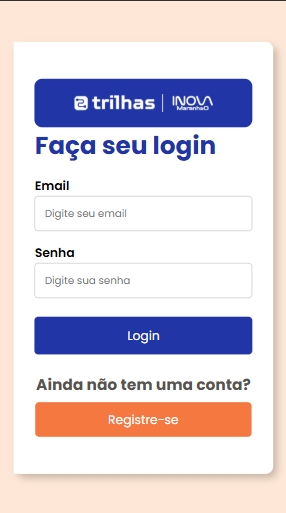 trilhas | INOVA
Maranhão
Faça seu login
Email
Digite seu email
Senha
Digite sua senha
Login
Ainda não tem uma conta?
Registre-se